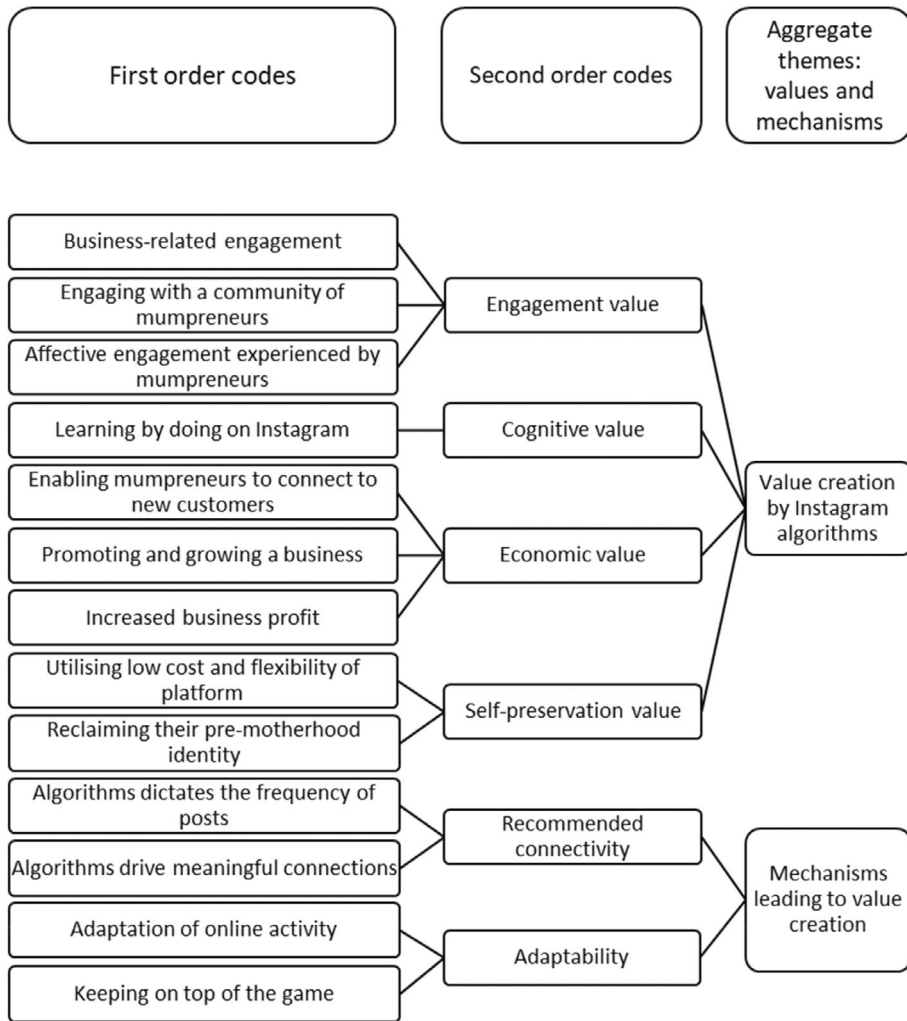 First order codes
Second order codes
Aggregate
themes:
values and
mechanisms
Business-related engagement
Engaging with a community of
mumpreneurs
Affective engagement experienced by
mumpreneurs
Learning by doing on Instagram
Enabling mumpreneurs to connect to
new customers
Promoting and growing a business
Increased business profit
Utilising low cost and flexibility of
platform
Reclaiming their pre-motherhood
identity
Algorithms dictates the frequency of
posts
Algorithms drive meaningful connections
Adaptation of online activity
Keeping on top of the game
Engagement value
Cognitive value
Economic value
Self-preservation value
Recommended
connectivity
Adaptability
Value creation
by Instagram
algorithms
Mechanisms
leading to value
creation